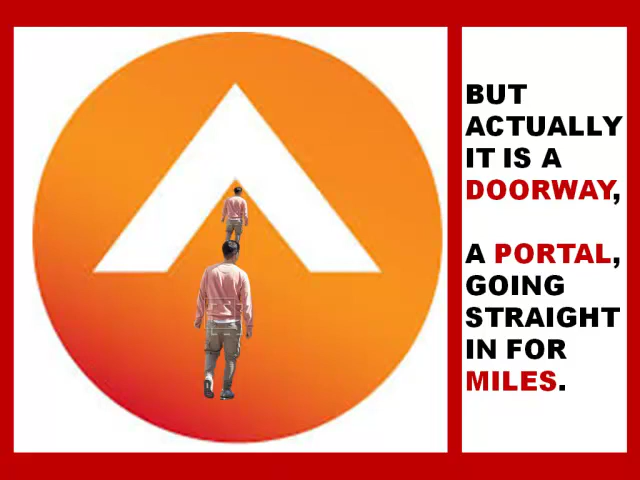 BUT
ACTUALLY
IT IS A
DOORWAY,
A PORTAL,
GOING
STRAIGHT
IN FOR
MILES.